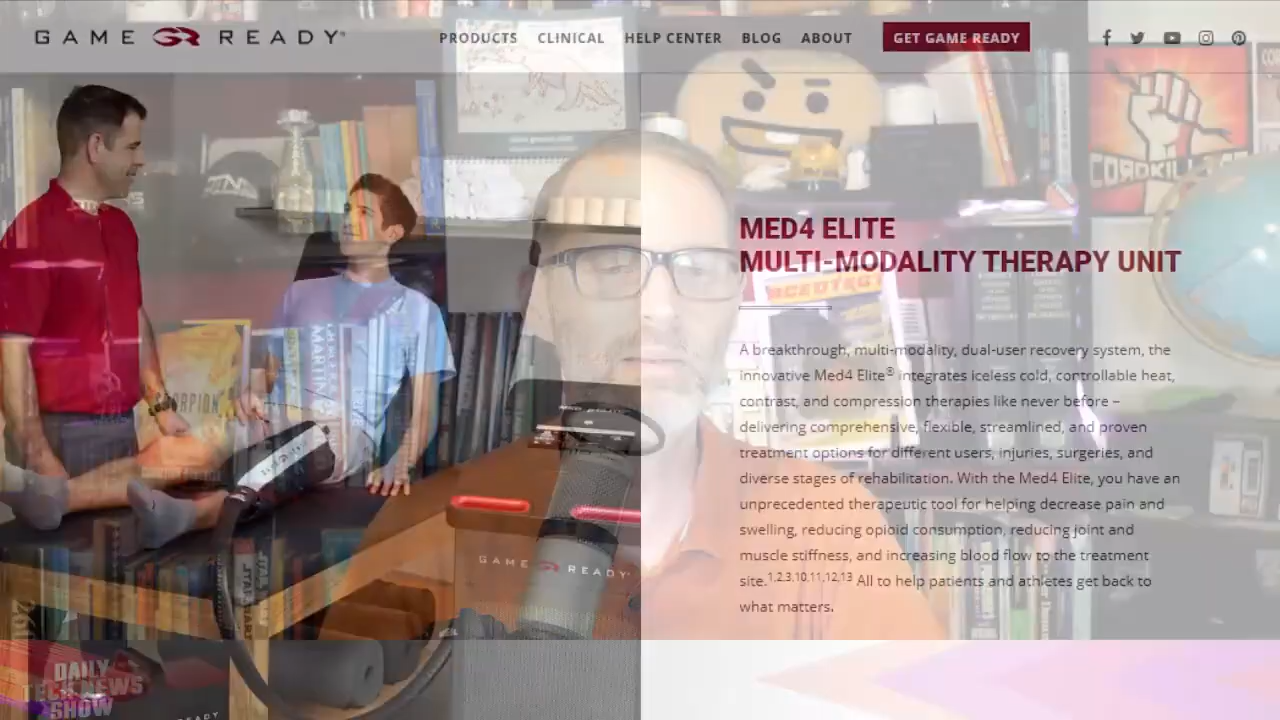 GAME GR READY
PRODUCTS CLINICAL HELP CENTER BLOG ABOUT GET GAME READY
CORDKILLERS
MED4 ELITE
MULTI-MODALITY THERAPY UNIT
A breakthrough, multi-modality, dual-user recovery system, the
innovative Med4 Elite® integrates iceless cold, controllable heat,
contrast, and compression therapies like never before –
delivering comprehensive, flexible, streamlined, and proven
treatment options for different users, injuries, surgeries, and
diverse stages of rehabilitation. With the Med4 Elite, you have an
unprecedented therapeutic tool for helping decrease pain and
swelling, reducing opioid consumption, reducing joint and
muscle stiffness, and increasing blood flow to the treatment
site.1,2,3,10,11,12,13 All to help patients and athletes get back to
what matters.
SCORPION
MARTIN
GAME GR READY
DAILY
TECH NEWS
SHOW
READY